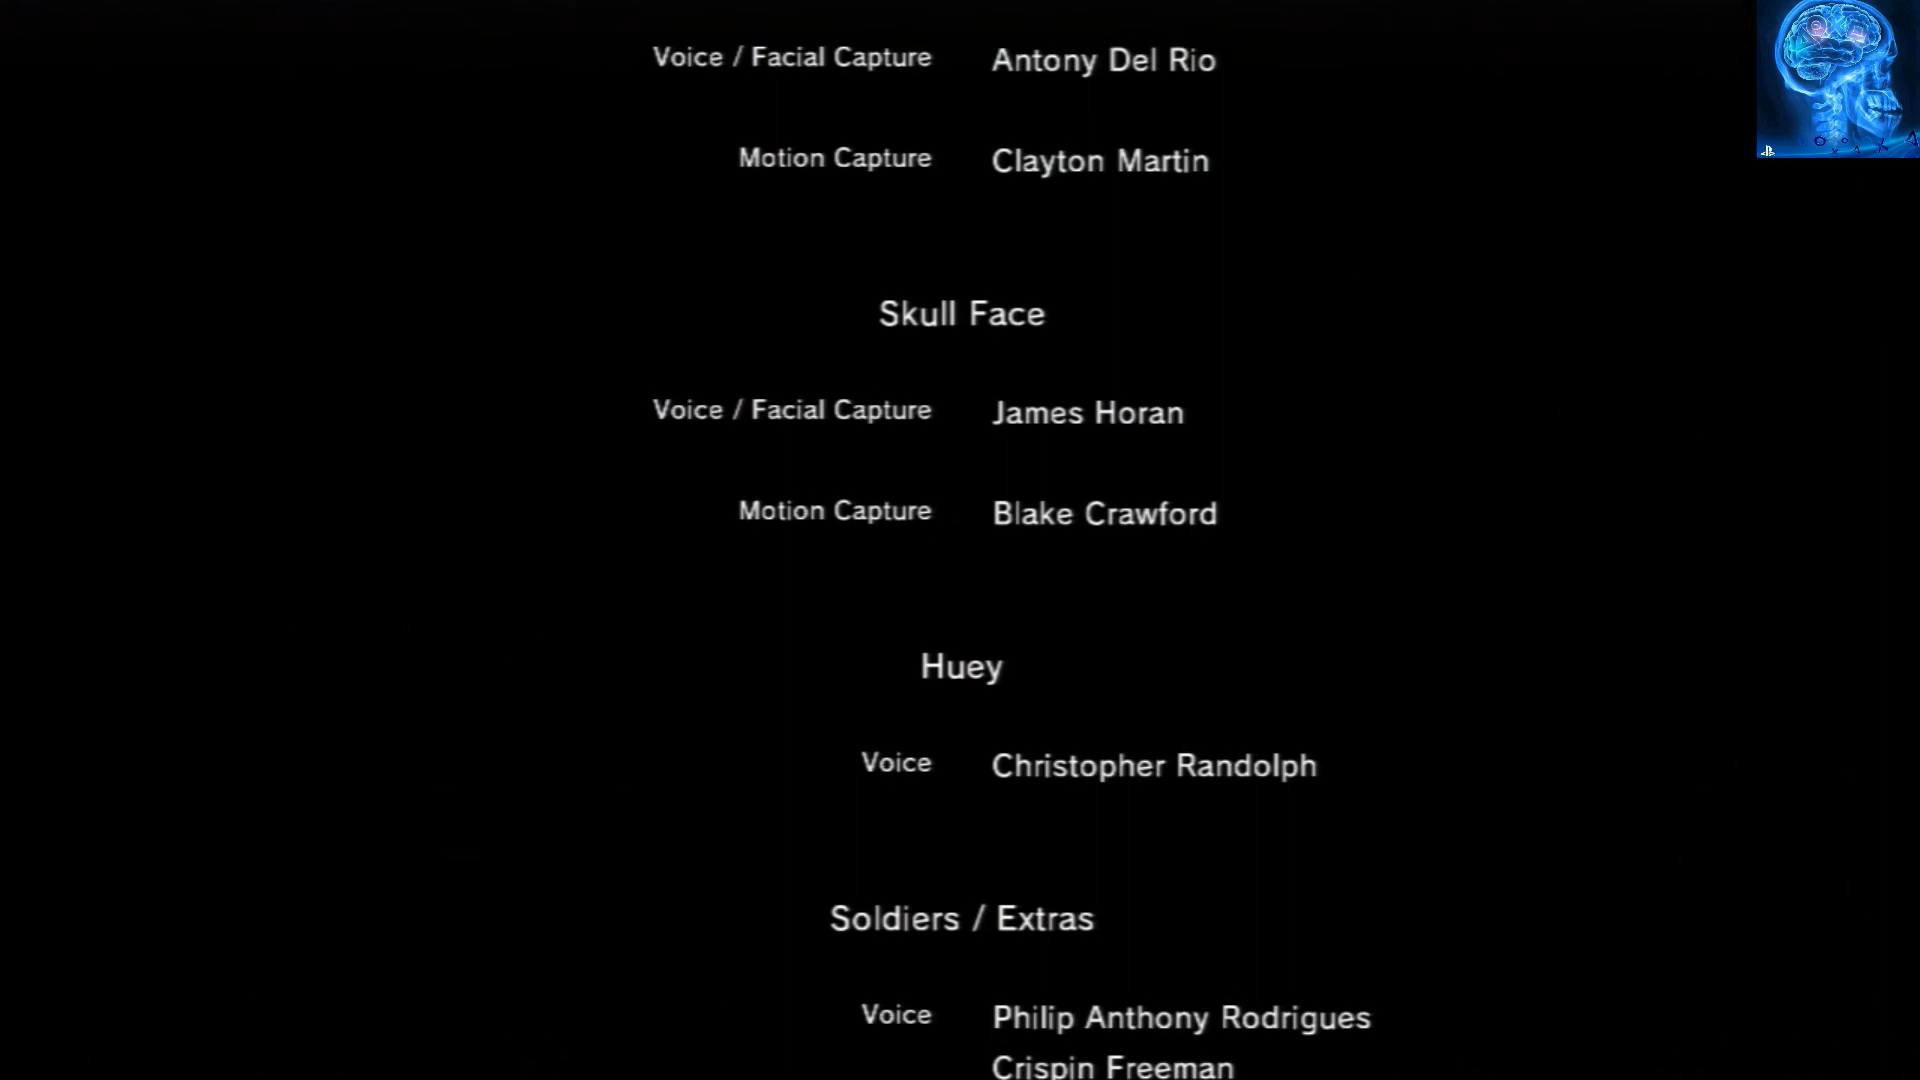 Voice / Facial Capture Antony Del Rio
Motion Capture Clayton Martin
Skull Face
Voice / Facial Capture James Horan
Motion Capture Blake Crawford
Huey
Voice Christopher Randolph
Soldiers / Extras
Voice Philip Anthony Rodrigues
Crispin Freeman